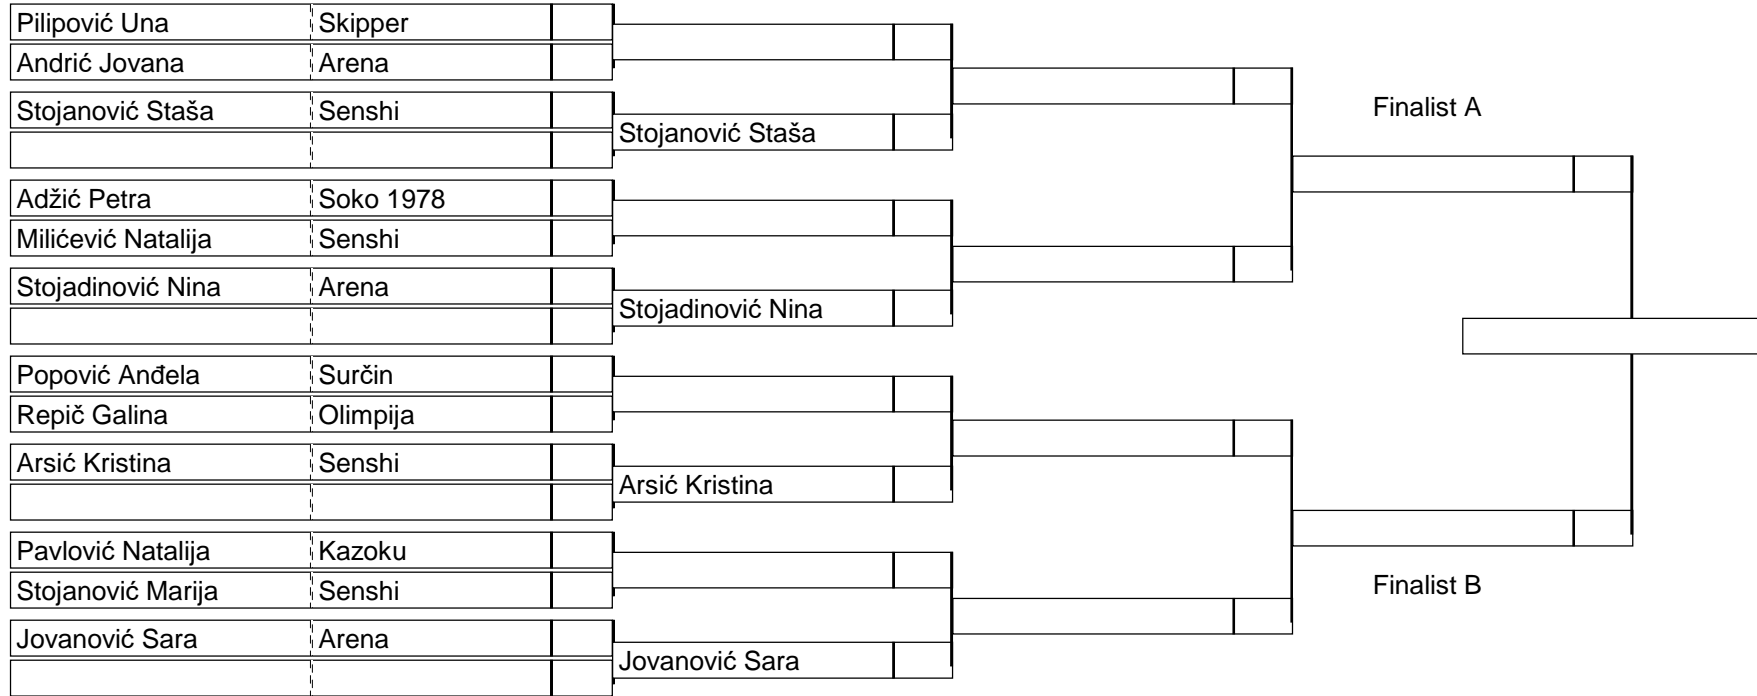 Pilipović Una Skipper
Andrić Jovana Arena
Finalist A
Stojanović Staša Senshi
Stojanović Staša
Adžić Petra Soko 1978
Milićević Natalija Senshi
Stojadinović Nina Arena
Stojadinović Nina
Popović Anđela Surčin
Repič Galina Olimpija
Arsić Kristina Senshi
Arsić Kristina
Pavlović Natalija Kazoku
Stojanović Marija Senshi
Finalist B
Jovanović Sara Arena
Jovanović Sara